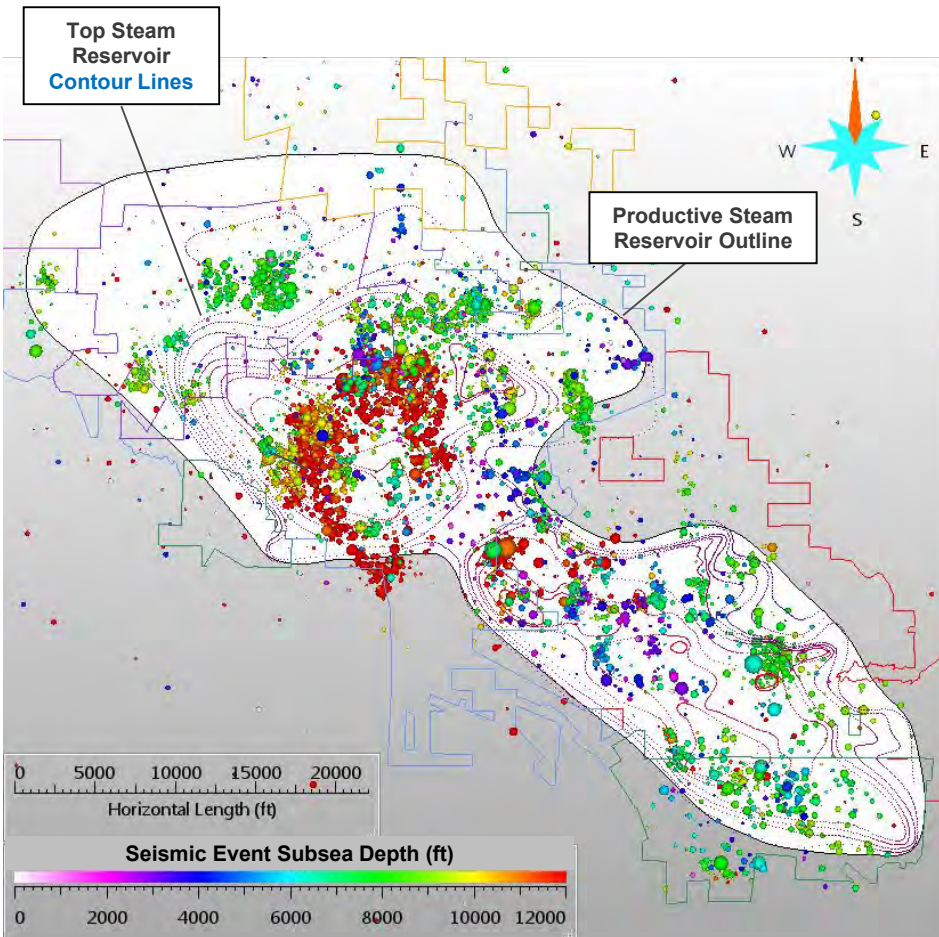 Top Steam
Reservoir
Contour Lines
N
W
E
S
Productive Steam
Reservoir Outline
0 5000 10000 15000 20000
Horizontal Length (ft)
Seismic Event Subsea Depth (ft)
0 2000 4000 6000 8000 10000 12000